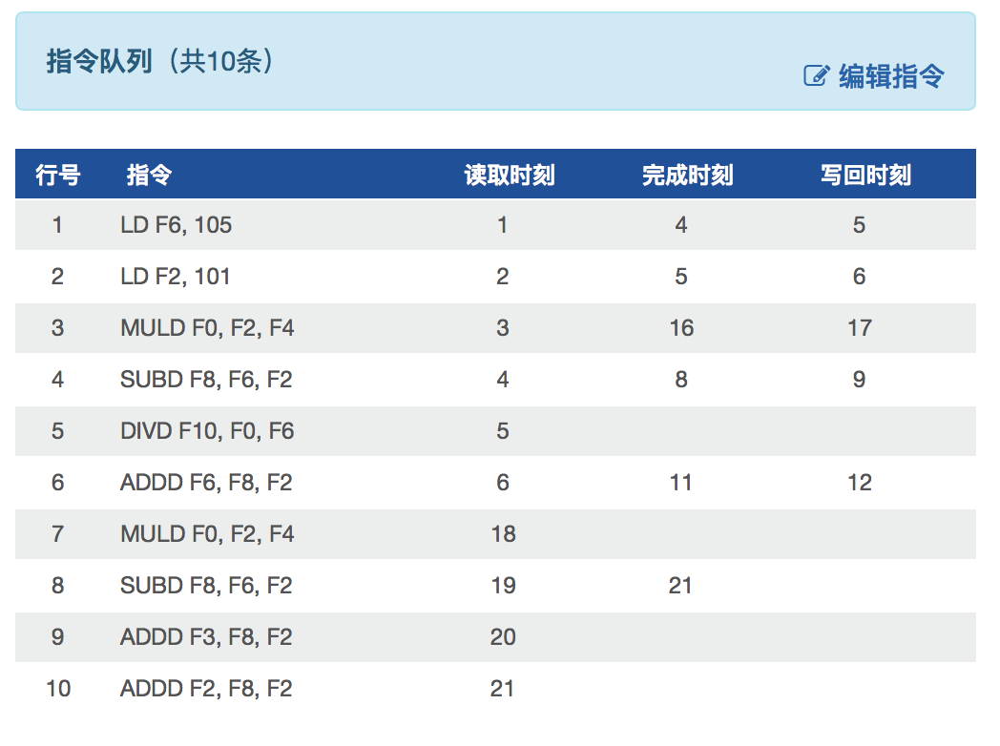 指令队列（共10条）
编辑指令
行号 指令 读取时刻 完成时刻 写回时刻
1 LD F6, 105 1 4 5
2 LD F2, 101 2 5 6
3 MULD F0, F2, F4 3 16 17
4 SUBD F8, F6, F2 4 8 9
5 DIVD F10, F0, F6 5
6 ADDD F6, F8, F2 6 11 12
7 MULD F0, F2, F4 18
8 SUBD F8, F6, F2 19 21
9 ADDD F3, F8, F2 20
10 ADDD F2, F8, F2 21